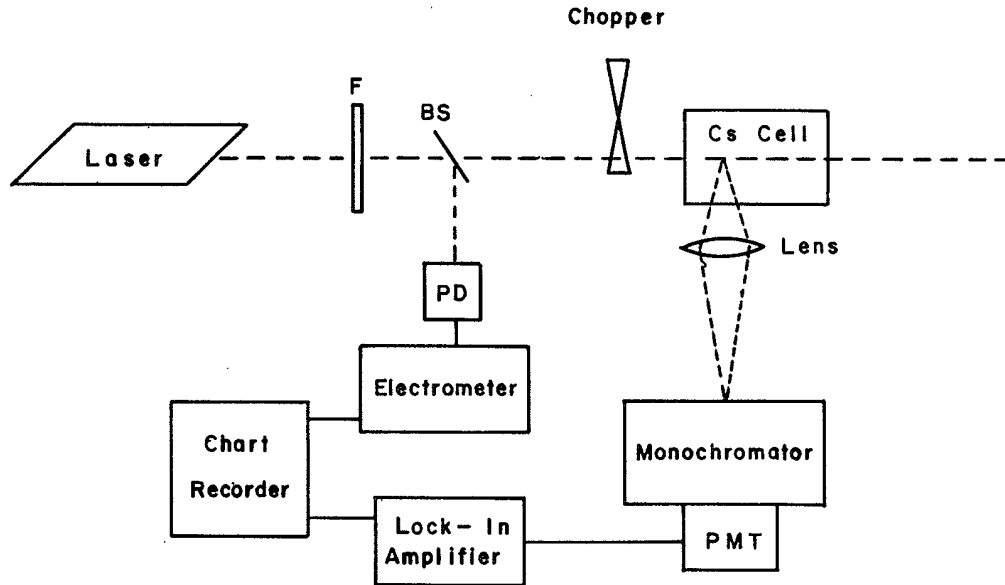 Chopper
F
BS
Laser
Cs Cell
Lens
PD
Electrometer
Chart
Recorder
Monochromator
Lock-In
Amplifier
PMT